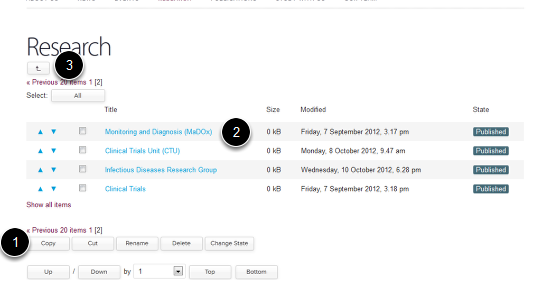 Research
3
« Previous 20 items 1 [2]
Select: All
Title Size Modified State
Monitoring and Diagnosis (MaDOx) 2 0 kB Friday, 7 September 2012, 3.17 pm Published
Clinical Trials Unit (CTU) 0 kB Monday, 8 October 2012, 9.47 am Published
Infectious Diseases Research Group 0 kB Wednesday, 10 October 2012, 6.28 pm Published
Clinical Trials 0 kB Friday, 7 September 2012, 3.18 pm Published
Show all items
« Previous 20 items 1 [2]
1 Copy Cut Rename Delete Change State
Up / Down by 1 Top Bottom